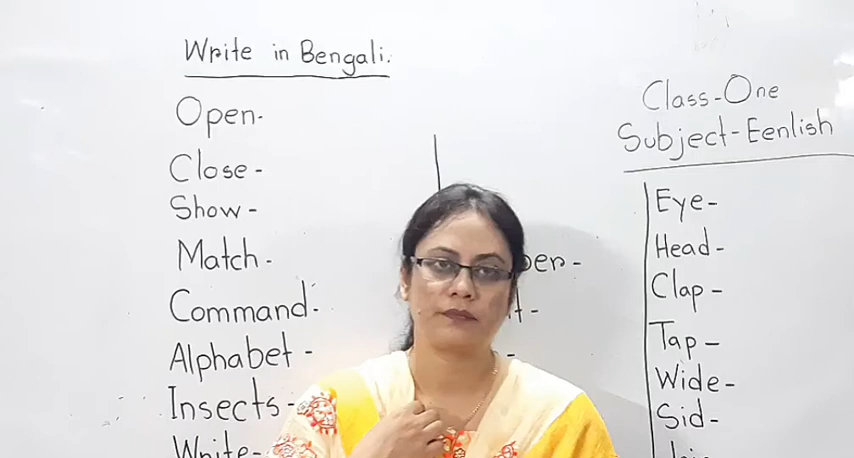 Write in Bengali:
Open-
Close-
Show-
Match-
Command-
Alphabet-
Insects-
Write-
Class-One
Subject-Eenlish
Eye-
Head-
Clap-
Tap-
Wide-
Sid-